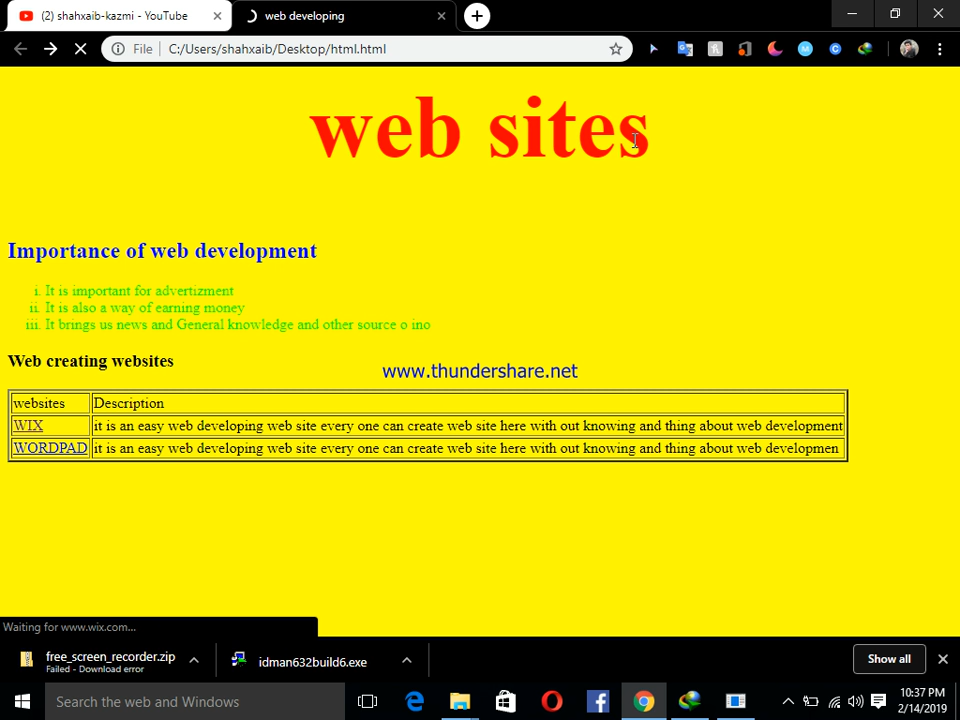 (2) shahxaib-kazmi - YouTube
web developing
File
C:/Users/shahxaib/Desktop/html.html
web sites
Importance of web development
i. It is important for advertizment
ii. It is also a way of earning money
iii. It brings us news and General knowledge and other source o ino
Web creating websites
www.thundershare.net
websites Description
WIX it is an easy web developing web site every one can create web site here with out knowing and thing about web development
WORDPAD it is an easy web developing web site every one can create web site here with out knowing and thing about web developmen
Waiting for www.wix.com...
free_screen_recorder.zip
Failed - Download error
idman632build6.exe
Show all
Search the web and Windows
10:37 PM
2/14/2019